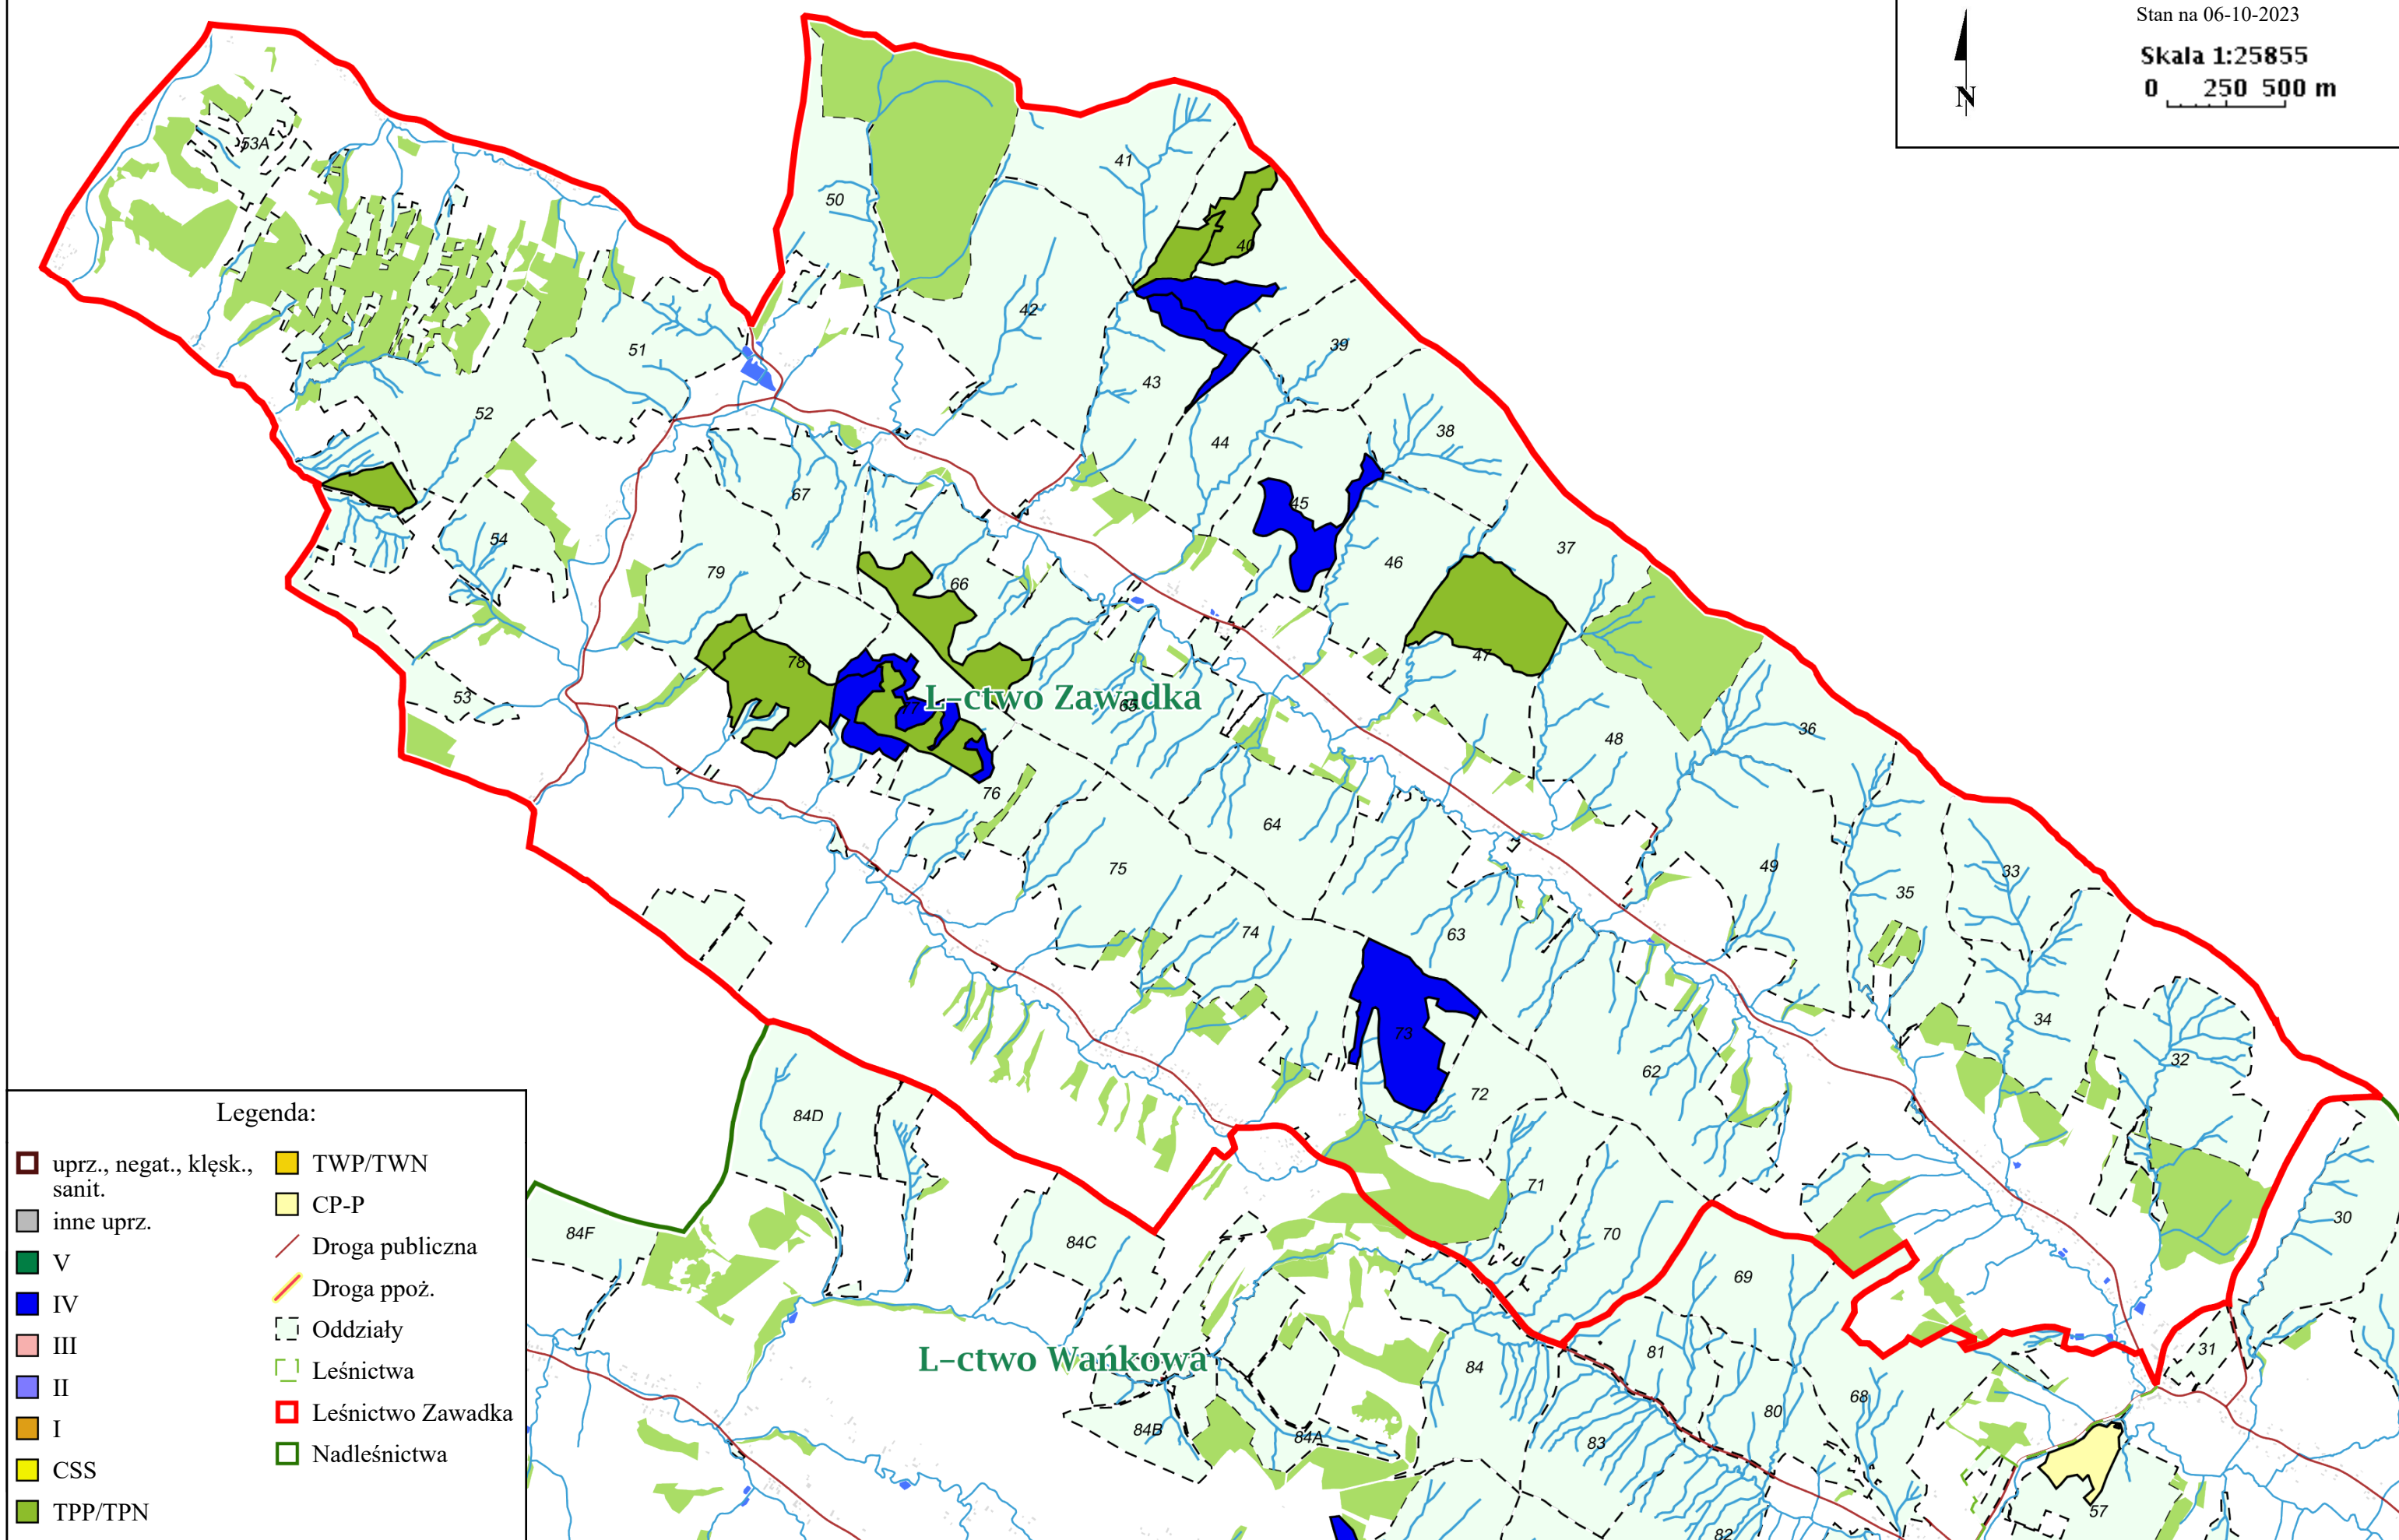 Stan na 06-10-2023
Skala 1:25855
0 250 500 m
N
53A
41
50
40
42
39
51
43
52
38
44
67
45
54
37
46
79
66
47
78
53
L-ctwo Zawadka
65
77
36
48
76
64
49
75
33
35
74
63
34
73
32
62
72
84D
71
30
70
84F
84C
69
31
81
L-ctwo Wańkowa
84
68
80
84B
84A
83
57
82
Legenda:
uprz., negat., klęsk.,
sanit.
inne uprz.
V
IV
III
II
I
CSS
TPP/TPN
TWP/TWN
CP-P
Droga publiczna
Droga ppoż.
Oddziały
Leśnictwa
Leśnictwo Zawadka
Nadleśnictwa